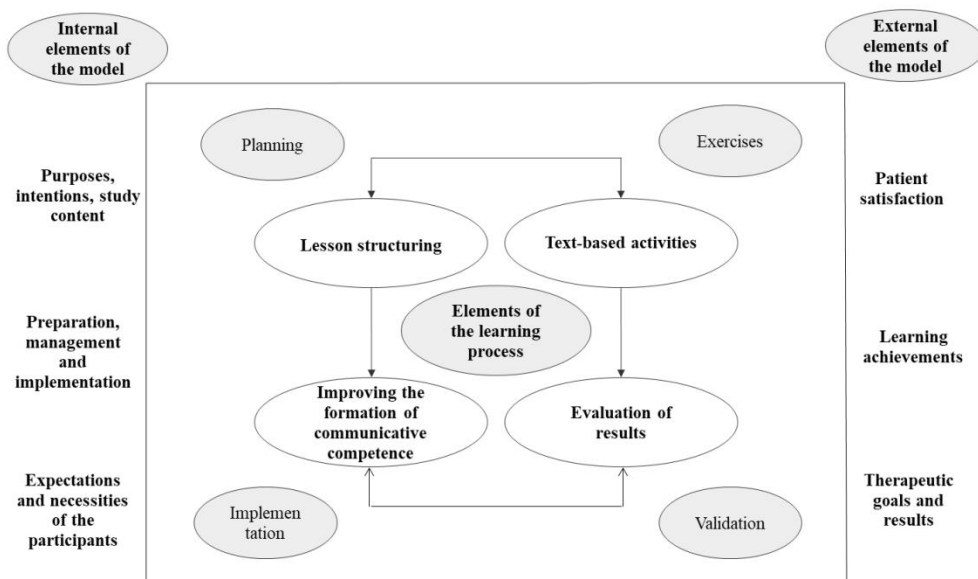 Internal
elements of
the model
External
elements of
the model
Planning
Exercises
Purposes,
intentions, study
content
Patient
satisfaction
Lesson structuring
Text-based activities
Elements of
the learning
process
Preparation,
management
and
implementation
Learning
achievements
Improving the
formation of
communicative
competence
Evaluation of
results
Expectations and
necessities
of the
participants
Therapeutic
goals and
results
Implemen
tation
Validation